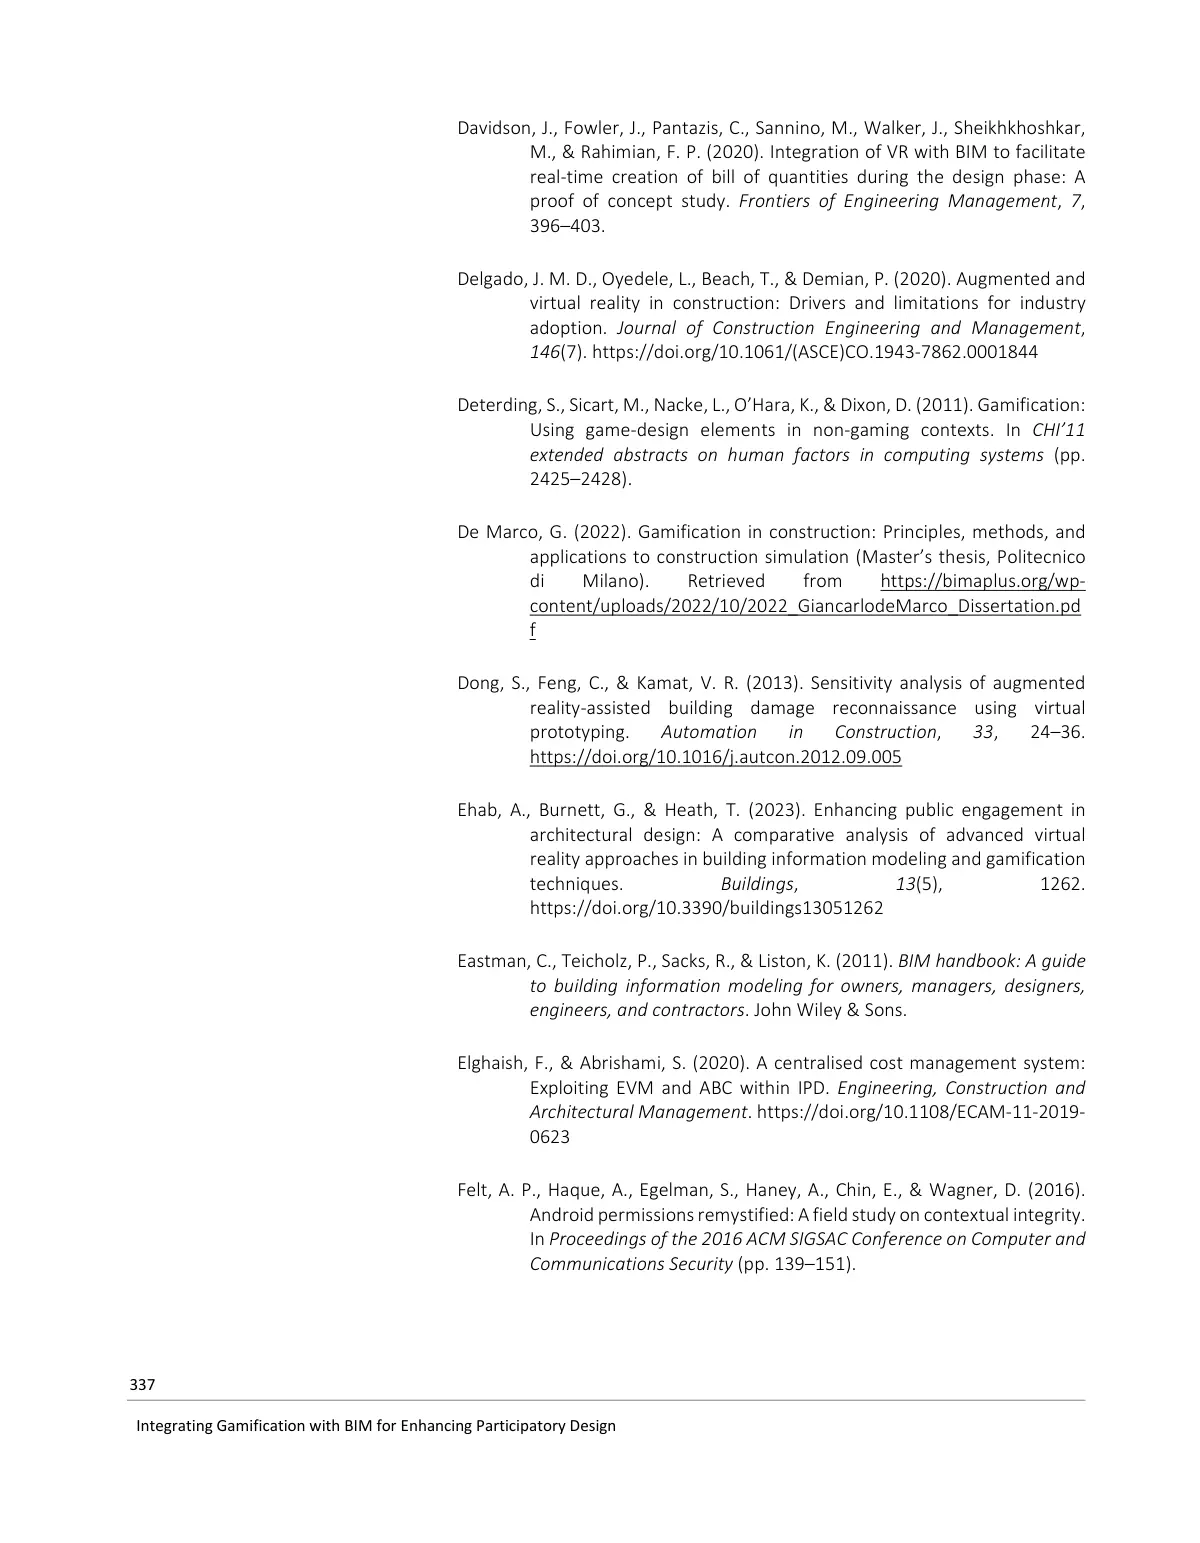 Davidson, J., Fowler, J., Pantazis, C., Sannino, M., Walker, J., Sheikhkhoshkar,
M., & Rahimian, F. P. (2020). Integration of VR with BIM to facilitate
real-time creation of bill of quantities during the design phase: A
proof of concept study. Frontiers of Engineering Management, 7,
396–403.
Delgado, J. M. D., Oyedele, L., Beach, T., & Demian, P. (2020). Augmented and
virtual reality in construction: Drivers and limitations for industry
adoption. Journal of Construction Engineering and Management,
146(7). https://doi.org/10.1061/(ASCE)CO.1943-7862.0001844
Deterding, S., Sicart, M., Nacke, L., O’Hara, K., & Dixon, D. (2011). Gamification:
Using game-design elements in non-gaming contexts. In CHI’11
extended abstracts on human factors in computing systems (pp.
2425–2428).
De Marco, G. (2022). Gamification in construction: Principles, methods, and
applications to construction simulation (Master’s thesis, Politecnico
di Milano). Retrieved from https://bimaplus.org/wp-
content/uploads/2022/10/2022_GiancarlodeMarco_Dissertation.pd
f
Dong, S., Feng, C., & Kamat, V. R. (2013). Sensitivity analysis of augmented
reality-assisted building damage reconnaissance using virtual
prototyping. Automation in Construction, 33, 24–36.
https://doi.org/10.1016/j.autcon.2012.09.005
Ehab, A., Burnett, G., & Heath, T. (2023). Enhancing public engagement in
architectural design: A comparative analysis of advanced virtual
reality approaches in building information modeling and gamification
techniques. Buildings, 13(5), 1262.
https://doi.org/10.3390/buildings13051262
Eastman, C., Teicholz, P., Sacks, R., & Liston, K. (2011). BIM handbook: A guide
to building information modeling for owners, managers, designers,
engineers, and contractors. John Wiley & Sons.
Elghaish, F., & Abrishami, S. (2020). A centralised cost management system:
Exploiting EVM and ABC within IPD. Engineering, Construction and
Architectural Management. https://doi.org/10.1108/ECAM-11-2019-
0623
Felt, A. P., Haque, A., Egelman, S., Haney, A., Chin, E., & Wagner, D. (2016).
Android permissions remystified: A field study on contextual integrity.
In Proceedings of the 2016 ACM SIGSAC Conference on Computer and
Communications Security (pp. 139–151).
337
Integrating Gamification with BIM for Enhancing Participatory Design